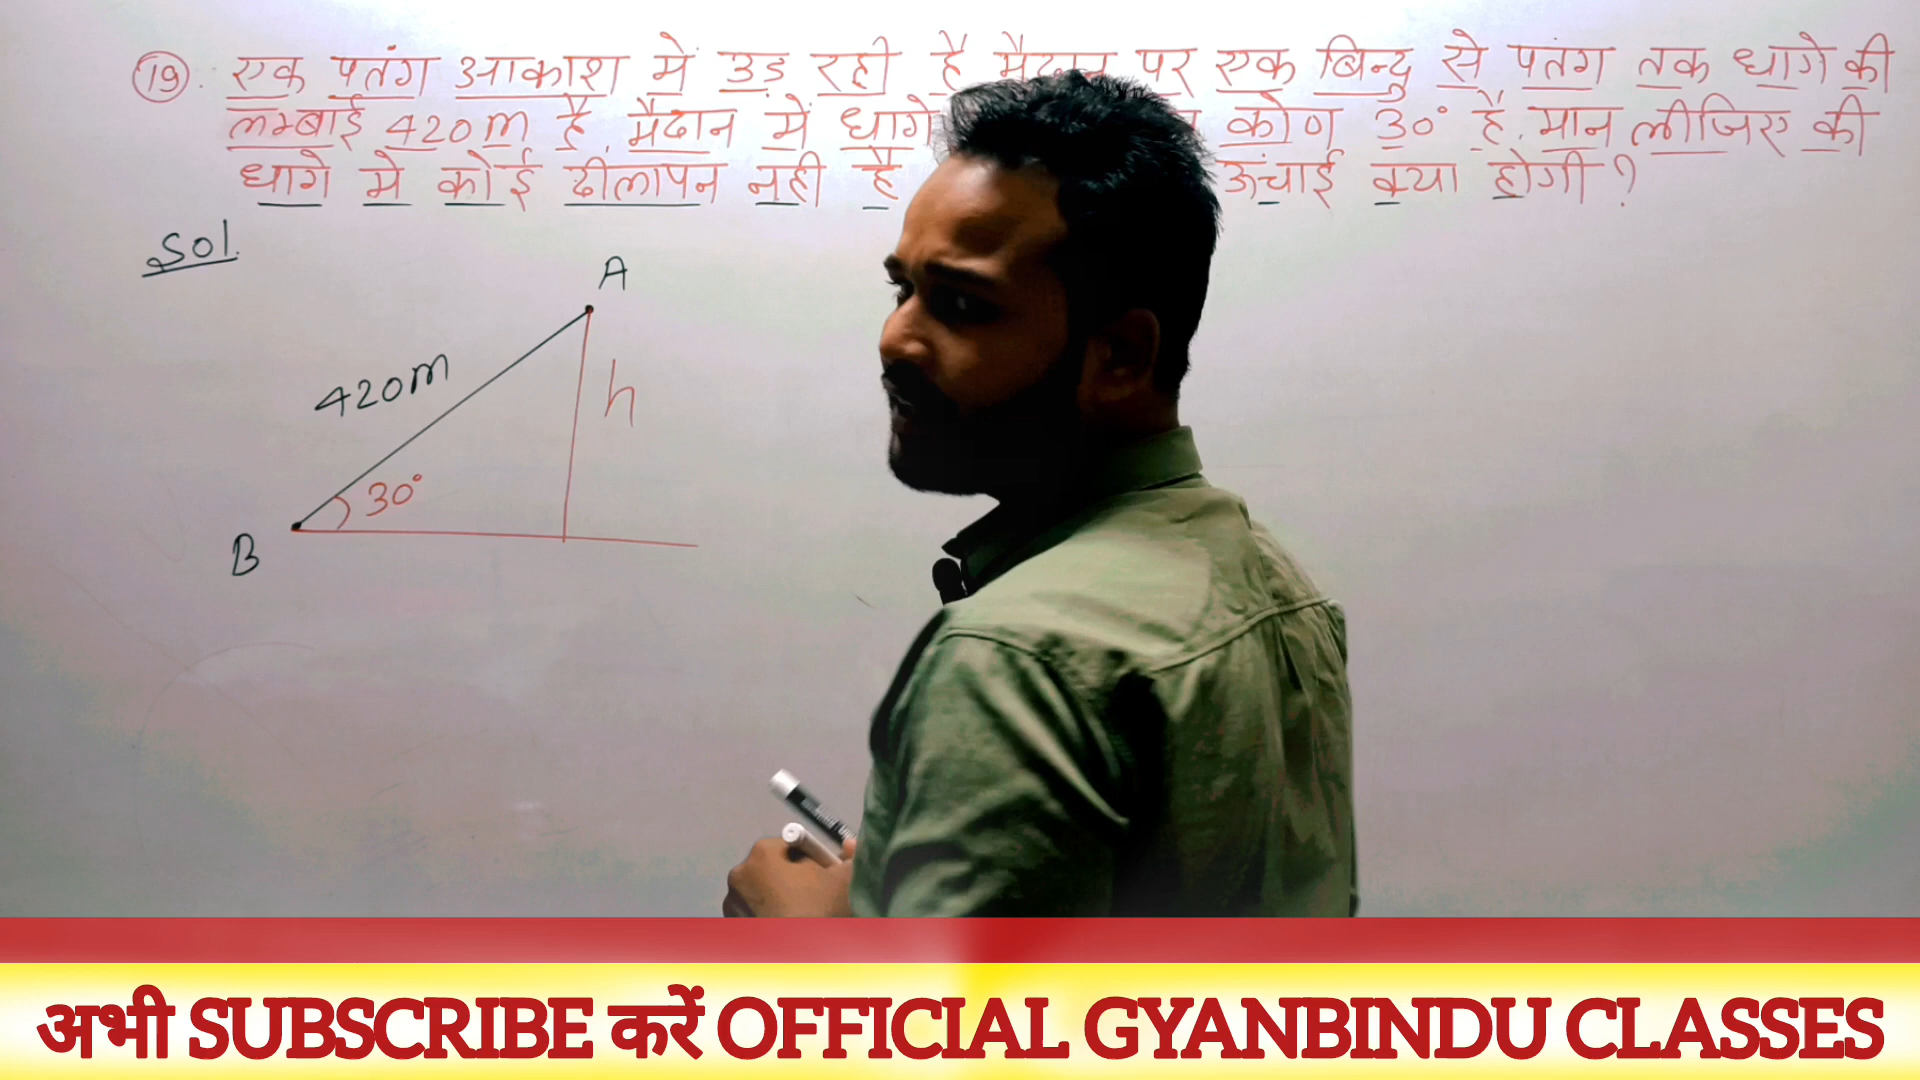 19. एक पतंग आकाश में उड़ रही है मैदान पर एक बिन्दु से पतंग तक धागे की
लम्बाई 420m है. मैदान में धागे कोण 30° है. मान लीजिए की
धागे मे कोई ढीलापन नही है ऊंचाई क्या होगी?
Sol.
A
420m
h
30°
B
अभी SUBSCRIBE करें OFFICIAL GYANBINDU CLASSES